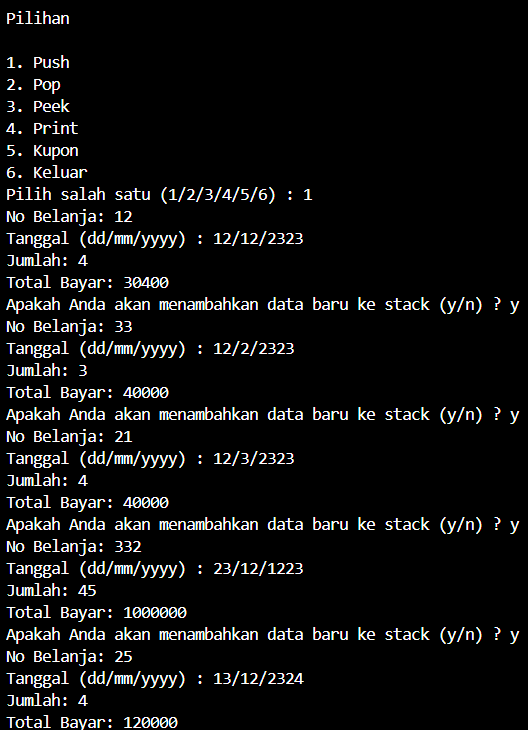 Pilihan
1. Push
2. Pop
3. Peek
4. Print
5. Kupon
6. Keluar
Pilih salah satu (1/2/3/4/5/6) : 1
No Belanja: 12
Tanggal (dd/mm/yyyy) : 12/12/2323
Jumlah: 4
Total Bayar: 30400
Apakah Anda akan menambahkan data baru ke stack (y/n) ? y
No Belanja: 33
Tanggal (dd/mm/yyyy) : 12/2/2323
Jumlah: 3
Total Bayar: 40000
Apakah Anda akan menambahkan data baru ke stack (y/n) ? y
No Belanja: 21
Tanggal (dd/mm/yyyy) : 12/3/2323
Jumlah: 4
Total Bayar: 40000
Apakah Anda akan menambahkan data baru ke stack (y/n) ? y
No Belanja: 332
Tanggal (dd/mm/yyyy) : 23/12/1223
Jumlah: 45
Total Bayar: 1000000
Apakah Anda akan menambahkan data baru ke stack (y/n) ? y
No Belanja: 25
Tanggal (dd/mm/yyyy) : 13/12/2324
Jumlah: 4
Total Bayar: 120000